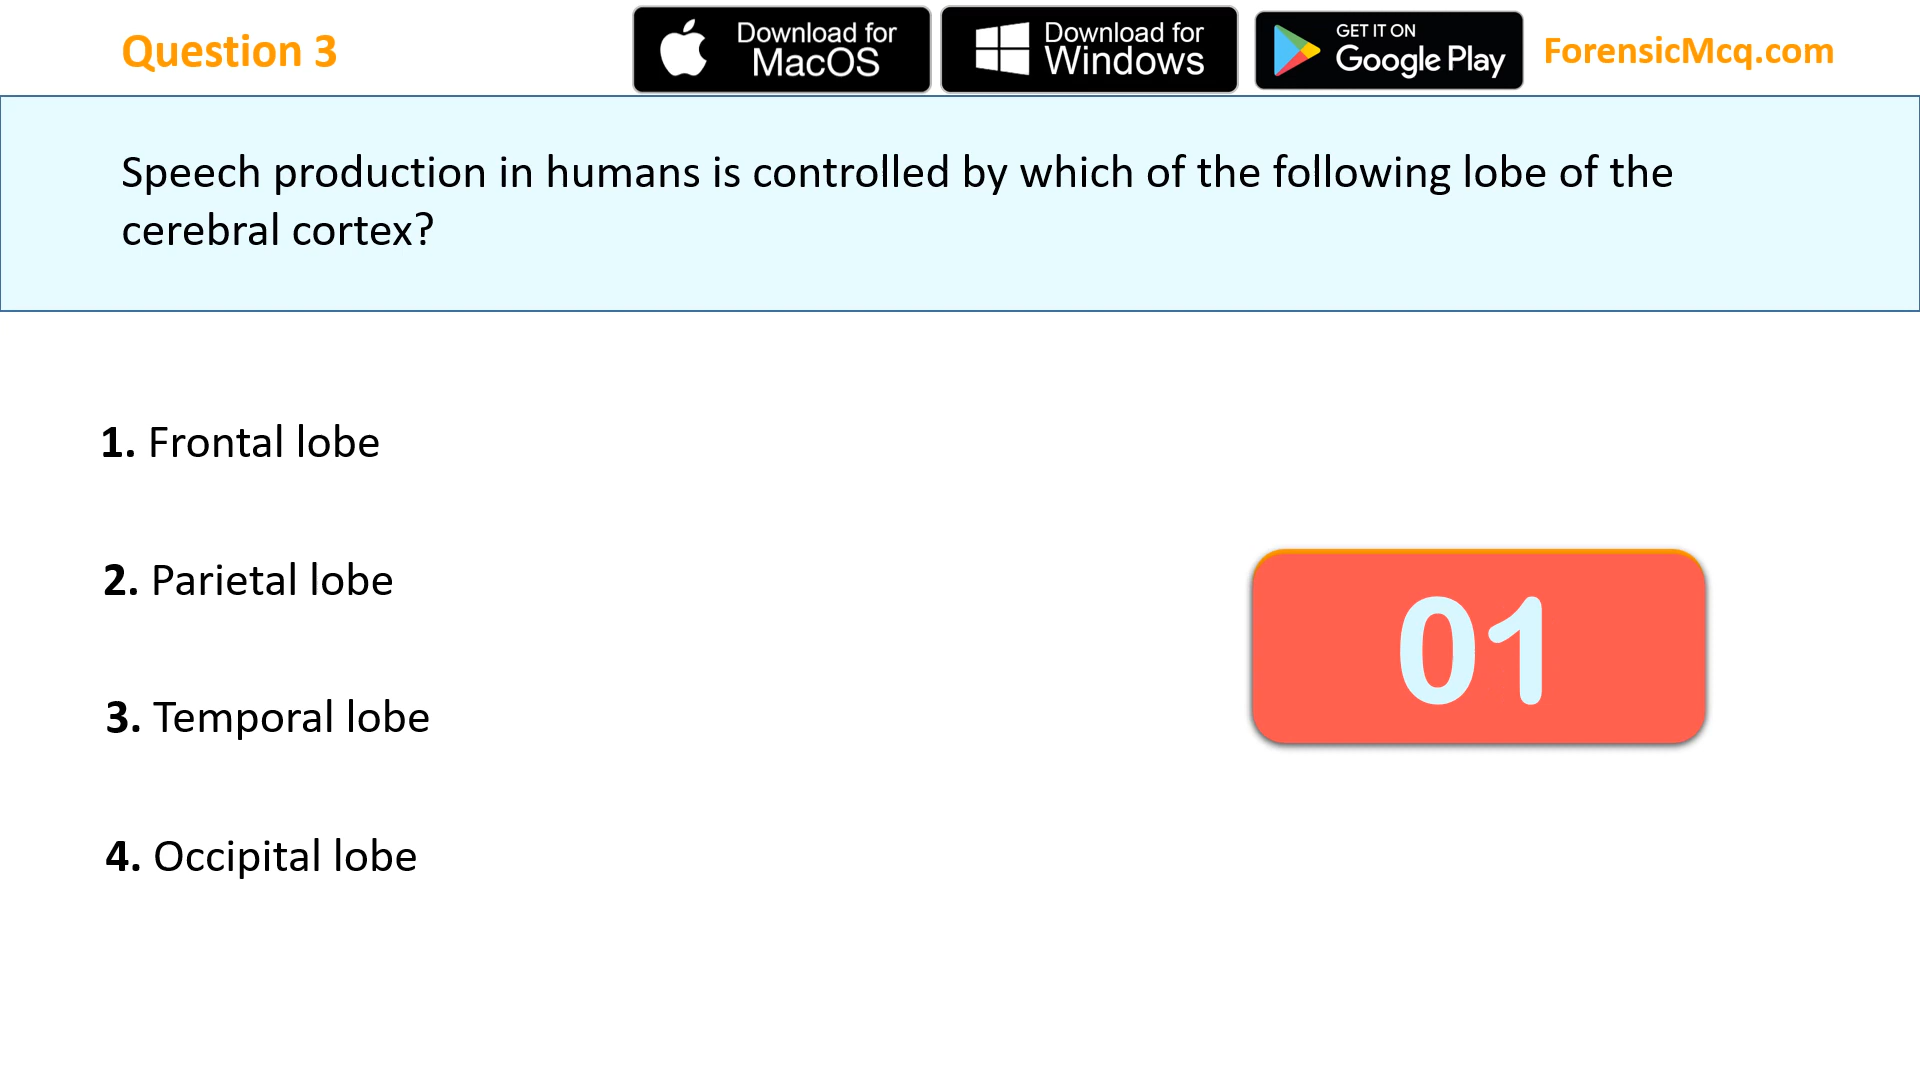 Question 3
Download for
MacOS
Download for
Windows
GET IT ON
Google Play
ForensicMcq.com
Speech production in humans is controlled by which of the following lobe of the
cerebral cortex?
1. Frontal lobe
2. Parietal lobe
3. Temporal lobe
4. Occipital lobe
01